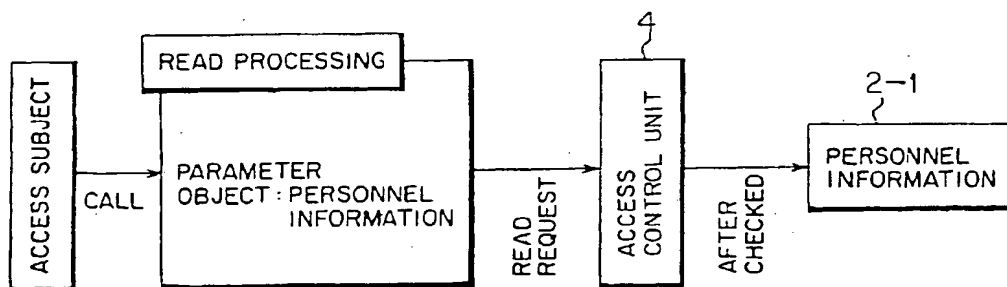 ACCESS SUBJECT
CALL
READ PROCESSING
PARAMETER
OBJECT : PERSONNEL
INFORMATION
READ
REQUEST
4
ACCESS
CONTROL UNIT
AFTER
CHECKED
2-1
PERSONNEL
INFORMATION